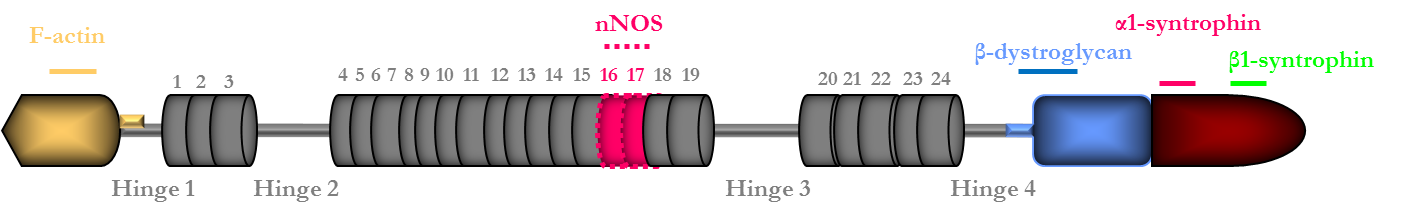 nNOS
α1-syntrophin
F-actin
β-dystroglycan
β1-syntrophin
1 2 3 4 5 6 7 8 9 10 11 12 13 14 15 16 17 18 19 20 21 22 23 24
Hinge 1 Hinge 2 Hinge 3 Hinge 4